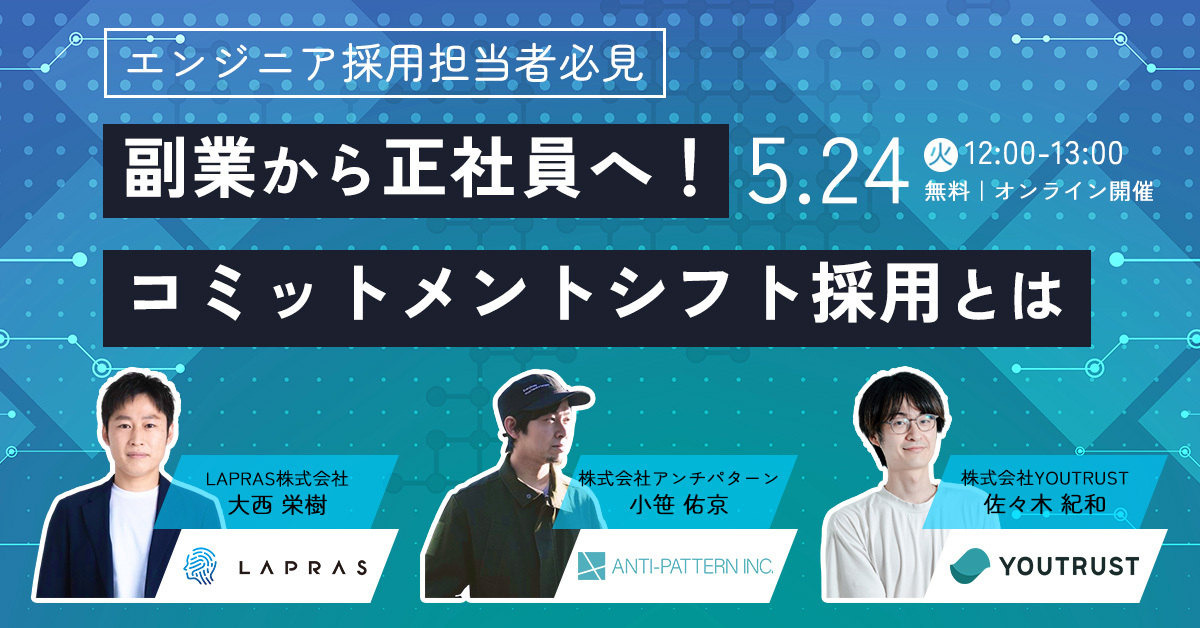 エンジニア採用担当者必見
副業から正社員へ！
5.24 火 12:00-13:00
無料 | オンライン開催
コミットメントシフト採用とは
LAPRAS株式会社
大西 栄樹
LAPRAS
株式会社アンチパターン
小笹 佑京
ANTI-PATTERN INC.
株式会社YOUTRUST
佐々木 紀和
YOUTRUST